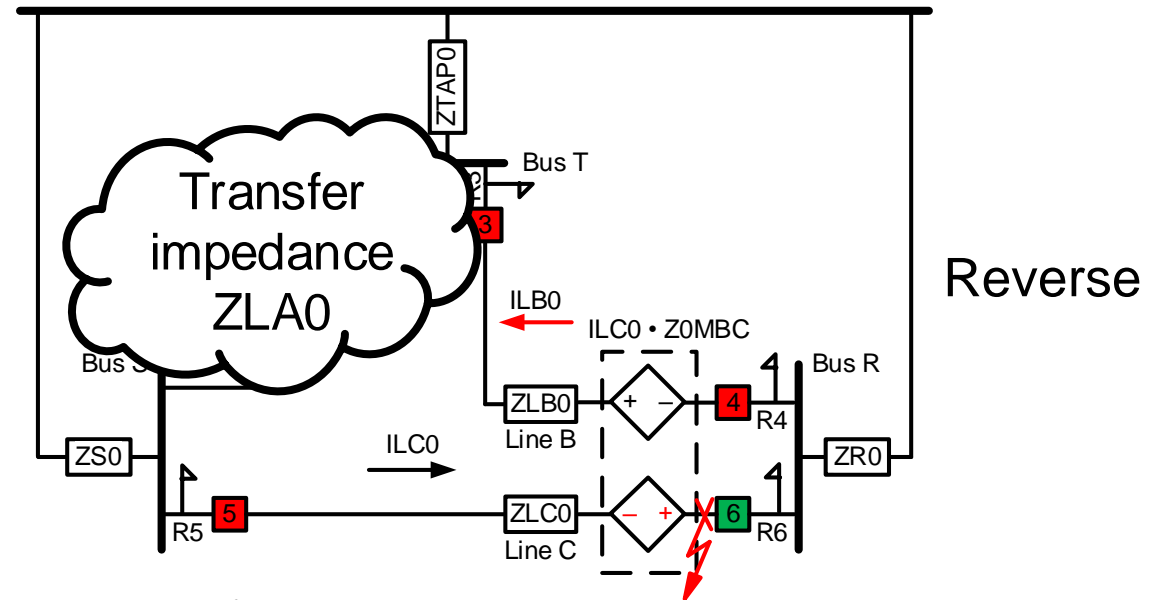 ZTAP0
Bus T
Transfer
impedance
ZLA0
3
Reverse
ILB0
ILC0 • Z0MBC
Bus
Bus R
+ –
ZLB0
4
R4
Line B
ILC0
ZS0
ZR0
– +
R5
5
ZLC0
6
R6
Line C